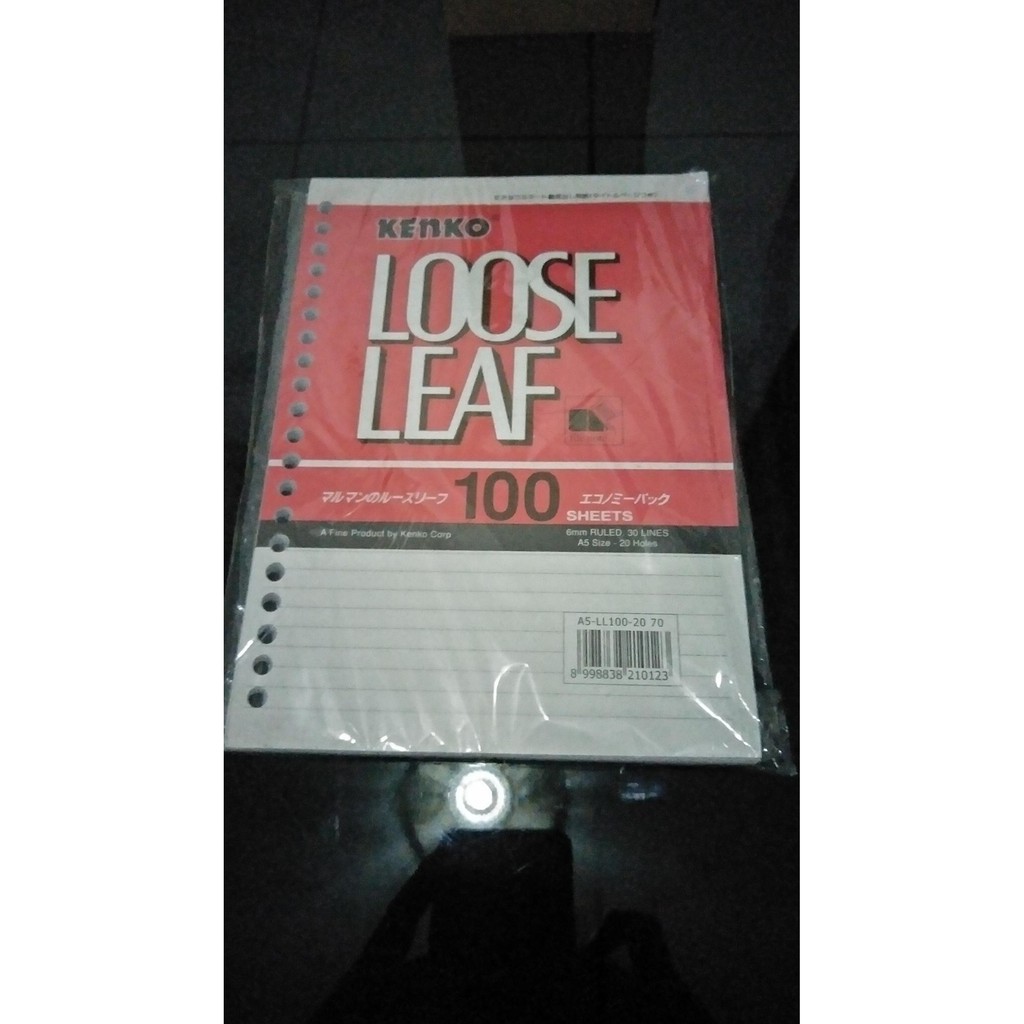 KENKO
LOOSE
LEAF
マルマンのルースリーフ 100 エコノミーパック
SHEETS
A Fine Product by Kenko Corp
6mm RULED 30 LINES
A5 Size - 20 Holes
A5-LL100-20 70
8 998838 210123